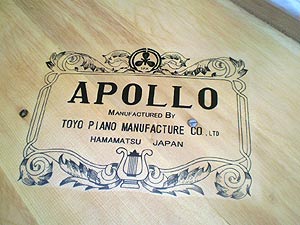 APOLLO
MANUFACTURED BY
TOYO PIANO MANUFACTURE CO., LTD
HAMAMATSU JAPAN